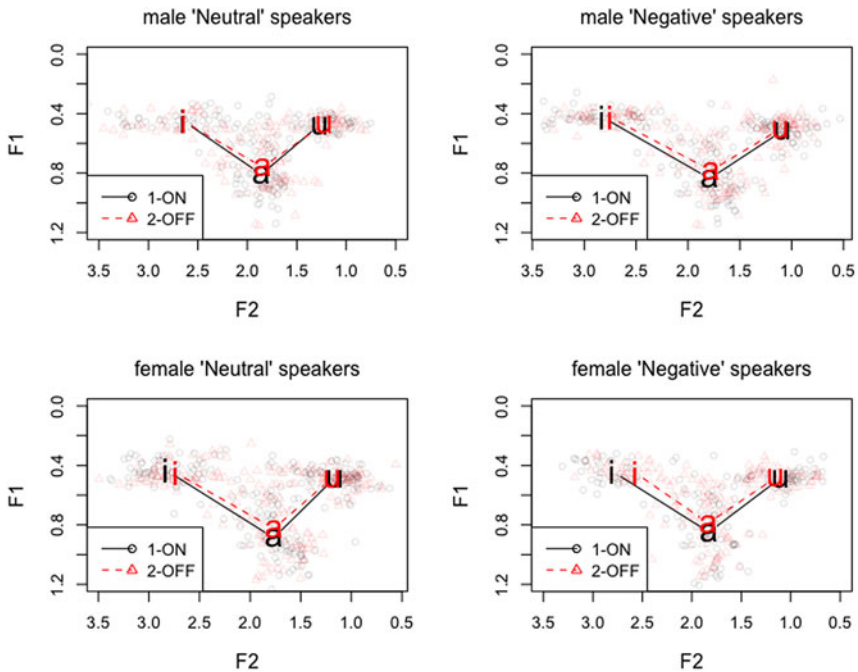 male 'Neutral' speakers
F1
0.0
0.4
0.8
1.2
i i
u u
a a
1-ON
2-OFF
3.5 3.0 2.5 2.0 1.5 1.0 0.5
F2
male 'Negative' speakers
F1
0.0
0.4
0.8
1.2
i i
u u
a a
1-ON
2-OFF
3.5 3.0 2.5 2.0 1.5 1.0 0.5
F2
female 'Neutral' speakers
F1
0.0
0.4
0.8
1.2
i i
u u
a a
1-ON
2-OFF
3.5 3.0 2.5 2.0 1.5 1.0 0.5
F2
female 'Negative' speakers
F1
0.0
0.4
0.8
1.2
i i
u u
a a
1-ON
2-OFF
3.5 3.0 2.5 2.0 1.5 1.0 0.5
F2